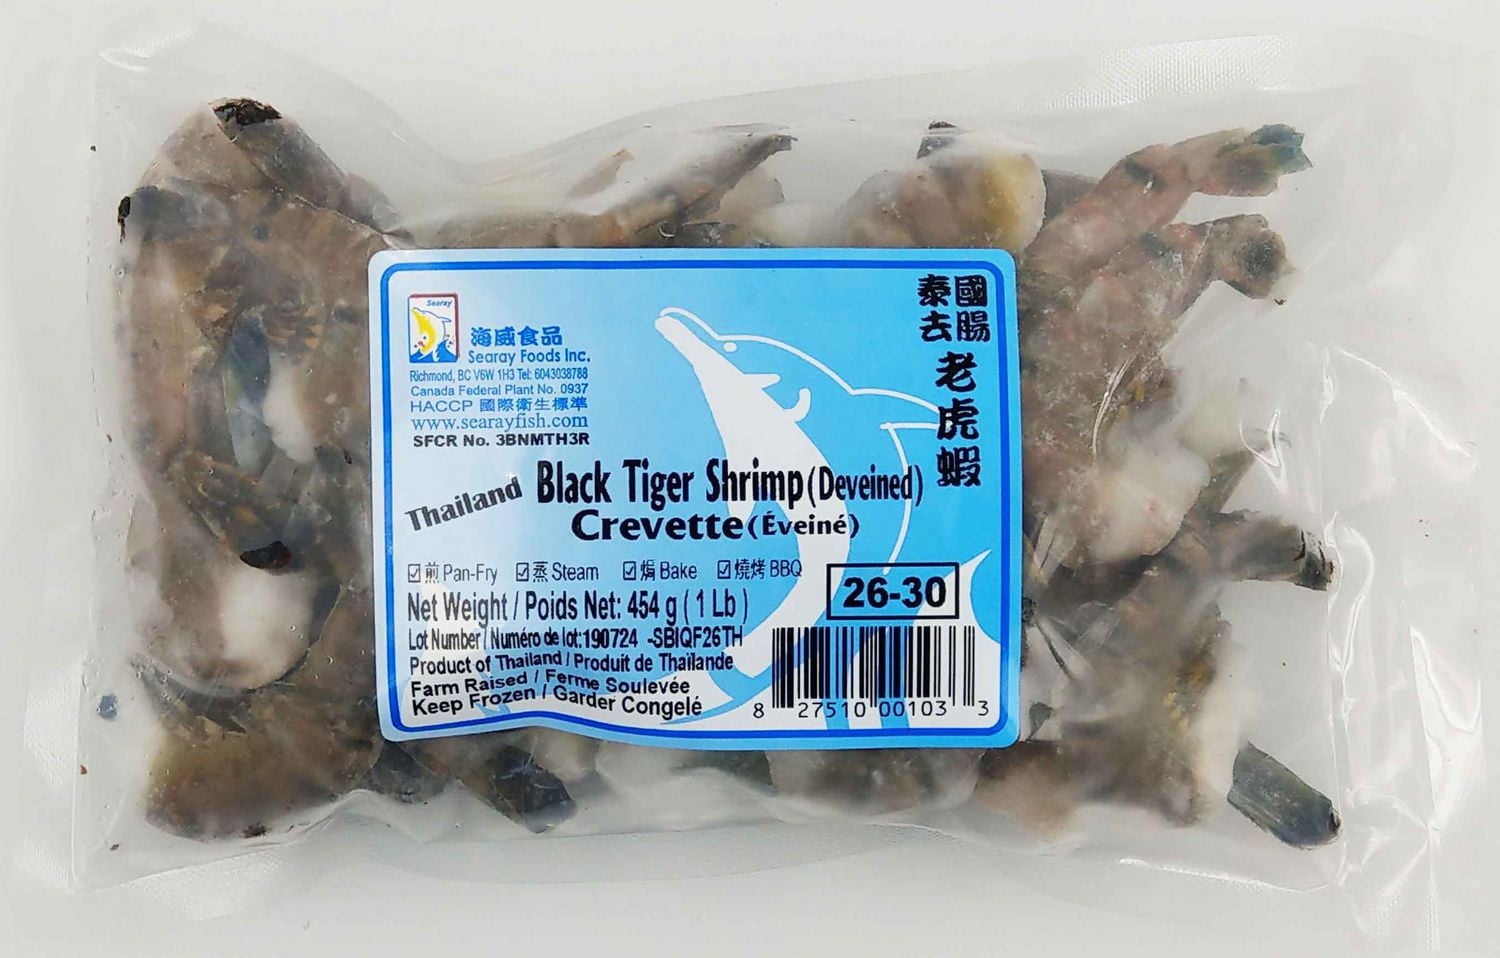 Searay
海威食品
Searay Foods Inc.
Richmond, BC V6W 1H3 Tel: 6043038788
Canada Federal Plant No. 0937
HACCP 國際衛生標準
www.searayfish.com
SFCR No. 3BNMTH3R
泰國
去腸
老虎蝦
Thailand
Black Tiger Shrimp (Deveined)
Crevette (Éveiné)
☑煎 Pan-Fry ☑蒸 Steam ☑焗 Bake ☑燒烤 BBQ
26-30
Net Weight / Poids Net: 454 g ( 1 Lb )
Lot Number / Numéro de lot:190724 -SBIQF26TH
Product of Thailand / Produit de Thaïlande
Farm Raised / Ferme Soulevée
Keep Frozen / Garder Congelé
8 27510 00103 3